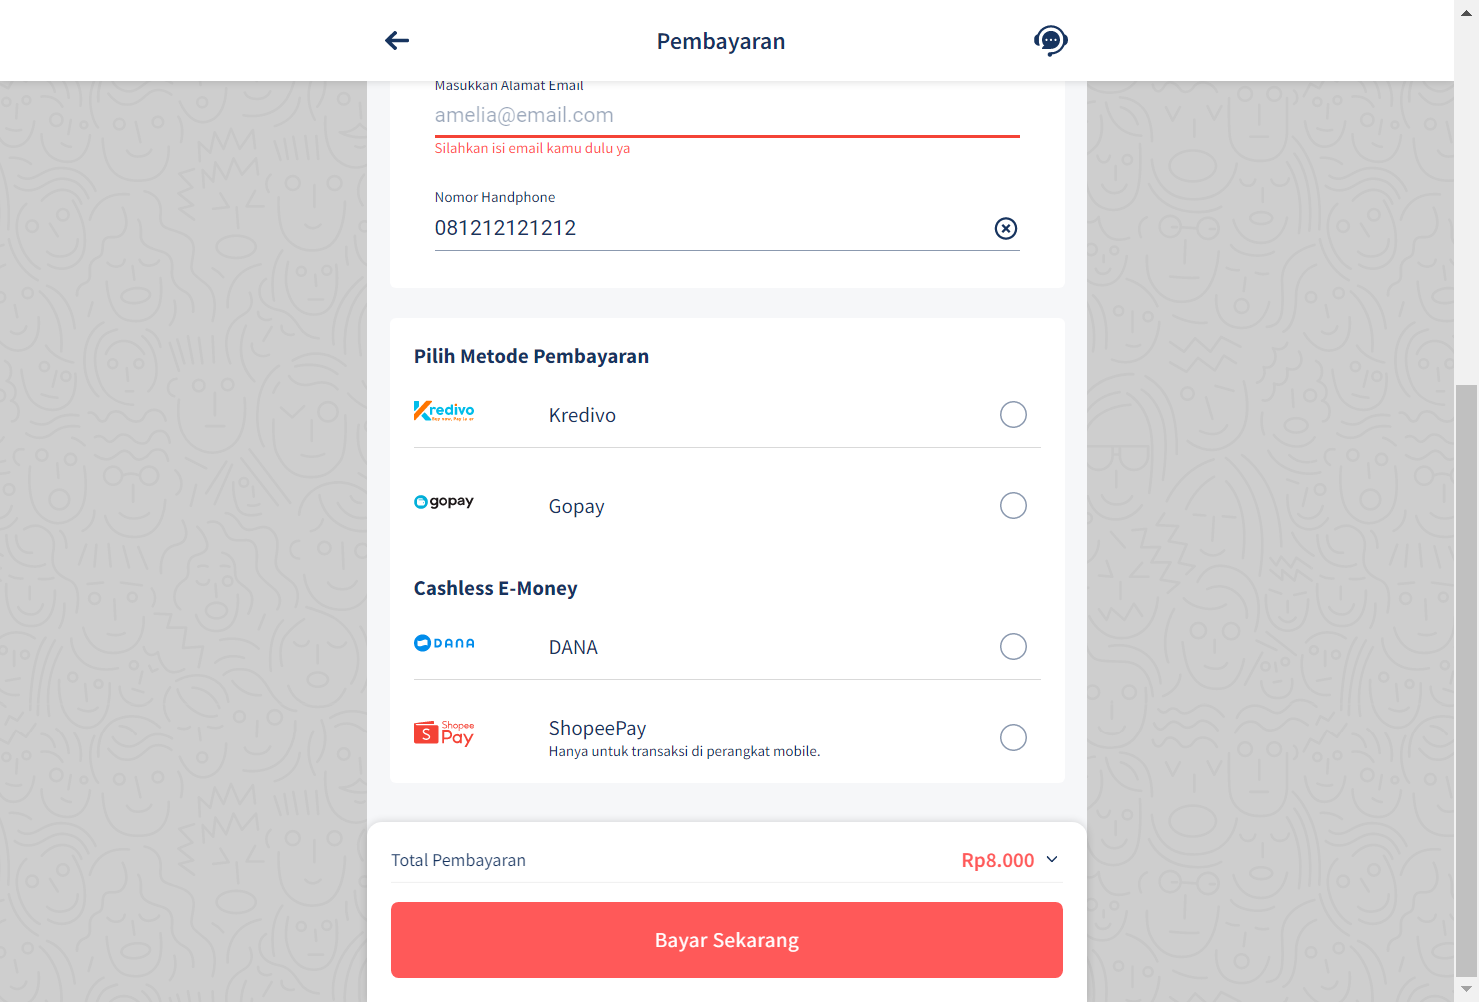 Pembayaran
Masukkan Alamat Email
amelia@email.com
Silahkan isi email kamu dulu ya
Nomor Handphone
081212121212
Pilih Metode Pembayaran
Kredivo
Kredivo
gopay
Gopay
Cashless E-Money
DANA
DANA
Shopee
Pay
S
ShopeePay
Hanya untuk transaksi di perangkat mobile.
Total Pembayaran
Rp8.000
Bayar Sekarang